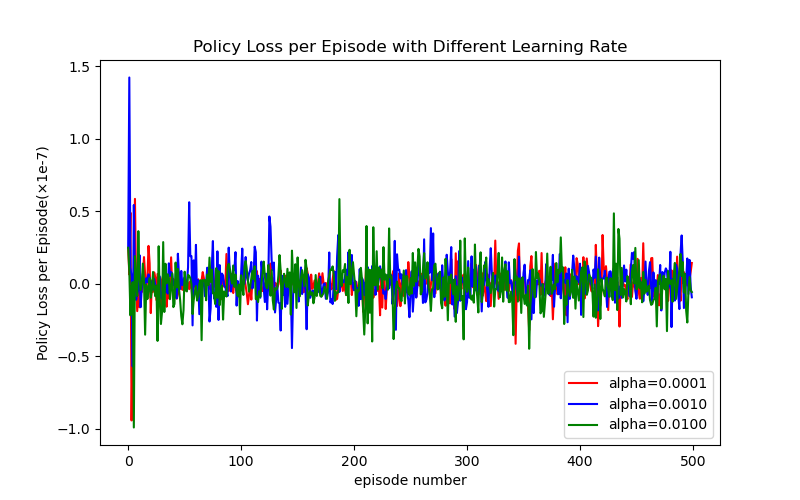 Policy Loss per Episode with Different Learning Rate
Policy Loss per Episode(×1e-7)
1.5
1.0
0.5
0.0
−0.5
−1.0
alpha=0.0001
alpha=0.0010
alpha=0.0100
0
100
200
300
400
500
episode number